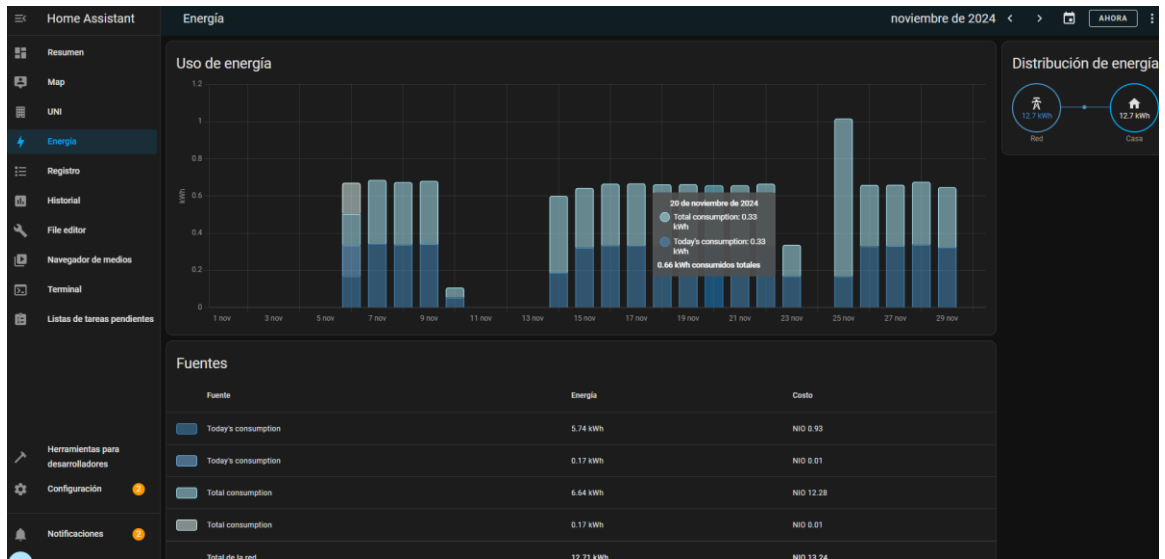 Home Assistant
Energía
noviembre de 2024
AHORA
Resumen
Map
UNI
Energía
Registro
Historial
File editor
Navegador de medios
Terminal
Listas de tareas pendientes
Herramientas para
desarrolladores
Configuración 2
Notificaciones 2
Uso de energía
kWh
1.2
1
0.8
0.6
0.4
0.2
0
1 nov 3 nov 5 nov 7 nov 9 nov 11 nov 13 nov 15 nov 17 nov 19 nov 21 nov 23 nov 25 nov 27 nov 29 nov
20 de noviembre de 2024
Total consumption: 0.33
kWh
Today's consumption: 0.33
kWh
0.66 kWh consumidos totales
Distribución de energía
12.7 kWh 12.7 kWh
Red Casa
Fuentes
Fuente Energía Costo
Today's consumption 5.74 kWh NIO 0.93
Today's consumption 0.17 kWh NIO 0.01
Total consumption 6.64 kWh NIO 12.28
Total consumption 0.17 kWh NIO 0.01
Total de la red 12.71 kWh NIO 13.24